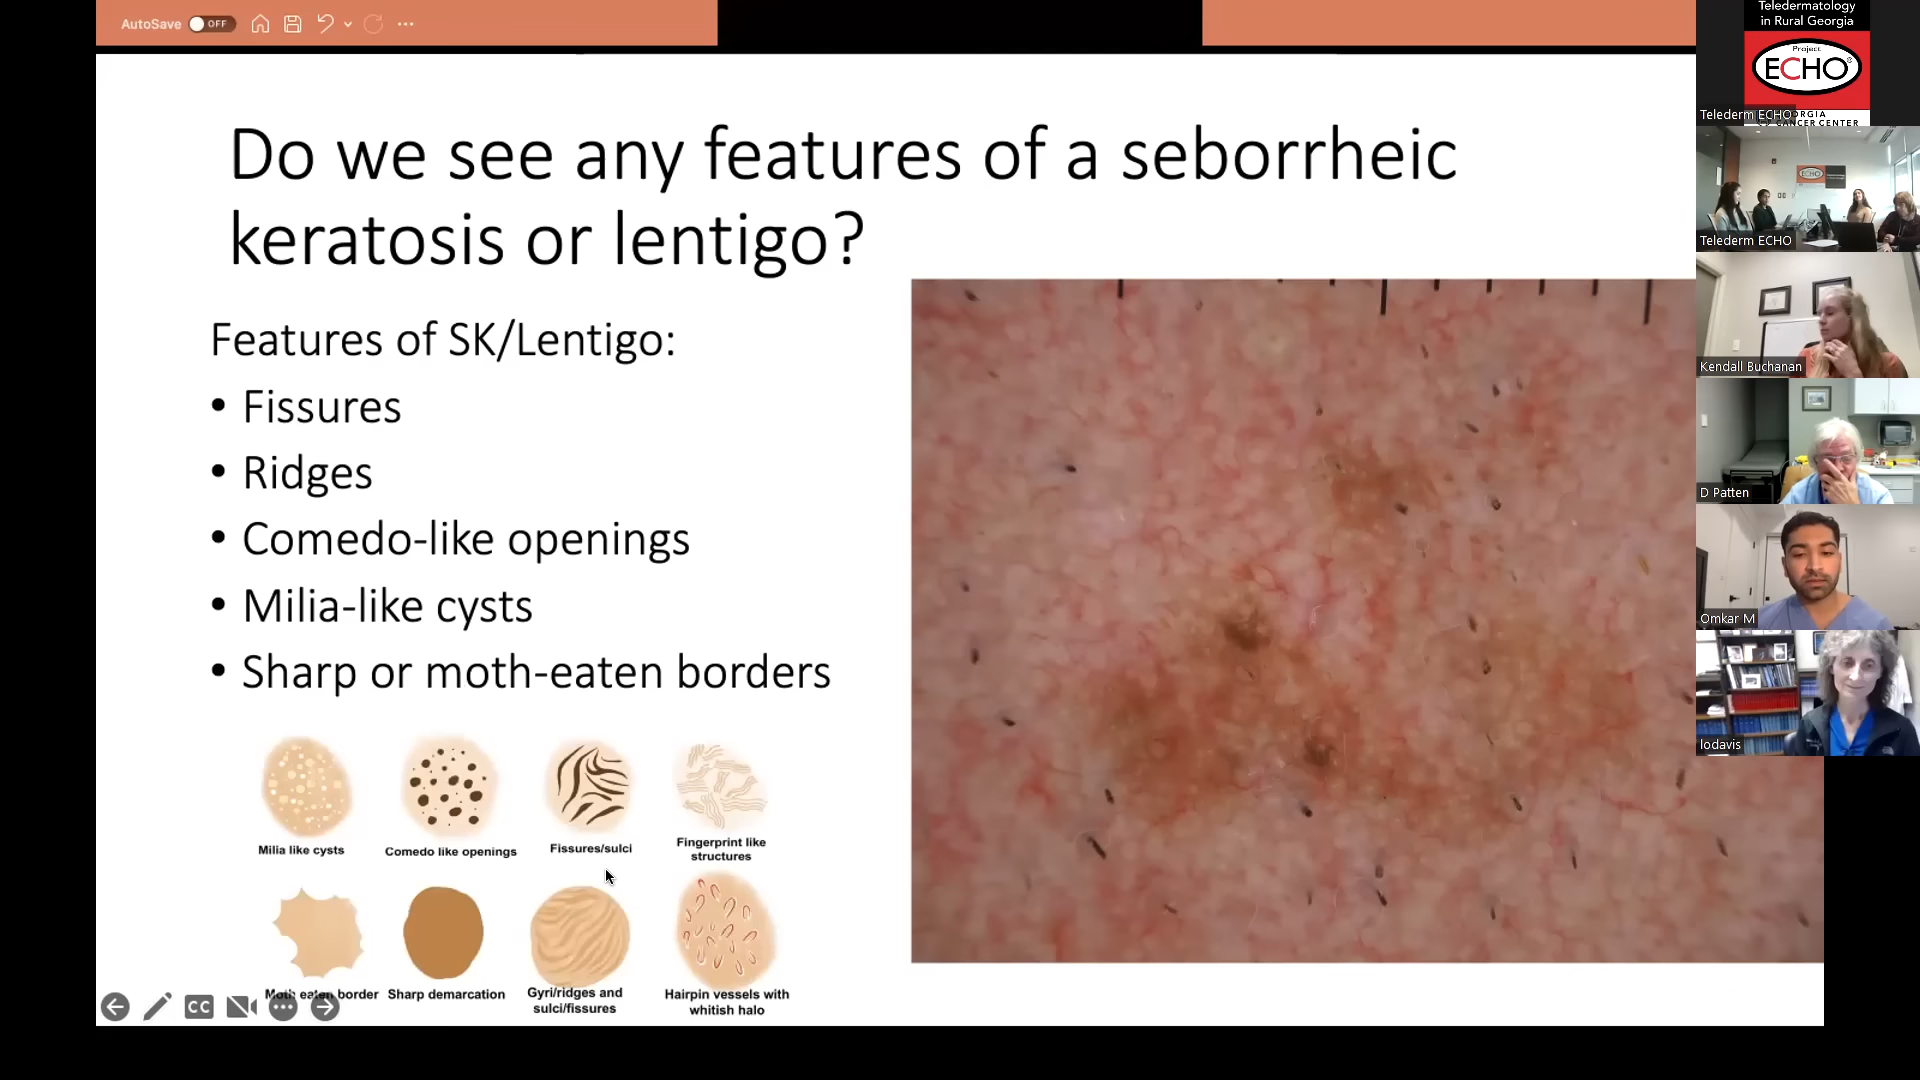 AutoSave OFF
Do we see any features of a seborrheic
keratosis or lentigo?
Features of SK/Lentigo:
• Fissures
• Ridges
• Comedo-like openings
• Milia-like cysts
• Sharp or moth-eaten borders
Milia like cysts
Comedo like openings
Fissures/sulci
Fingerprint like
structures
Moth eaten border
Sharp demarcation
Gyri/ridges and
sulci/fissures
Hairpin vessels with
whitish halo
CC
Teledermatology
in Rural Georgia
Project
ECHO®
Telederm ECHO
RGIA
CANCER CENTER
ECHO
Telederm ECHO
Kendall Buchanan
D Patten
Omkar M
lodavis